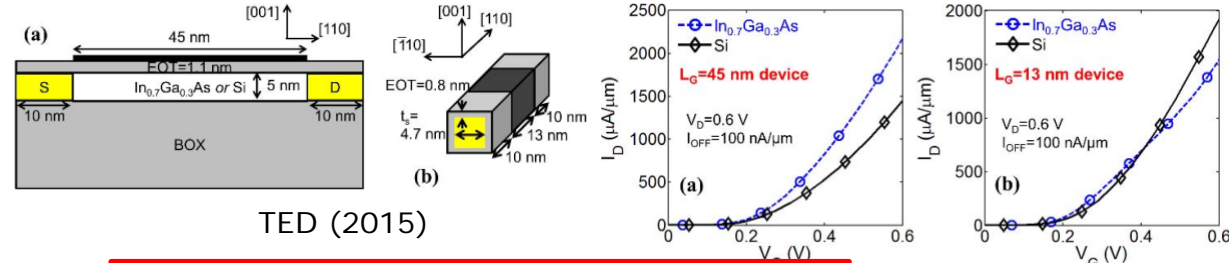 (a)
[001]
[110]
45 nm
EOT=1.1 nm
S
In0.7Ga0.3As or Si
5 nm
D
10 nm
10 nm
BOX
[001]
[110]
[1̅10]
EOT=0.8 nm
ts=
4.7 nm
10 nm
13 nm
10 nm
(b)
TED (2015)
2500
2000
1500
1000
500
0
ID (μA/μm)
In0.7Ga0.3As
Si
LG=45 nm device
VD=0.6 V
IOFF=100 nA/μm
(a)
0
0.2
0.4
0.6
(V)
2000
1500
1000
500
0
ID (μA/μm)
In0.7Ga0.3As
Si
LG=13 nm device
VD=0.6 V
IOFF=100 nA/μm
(b)
0
0.2
0.4
0.6
VG (V)